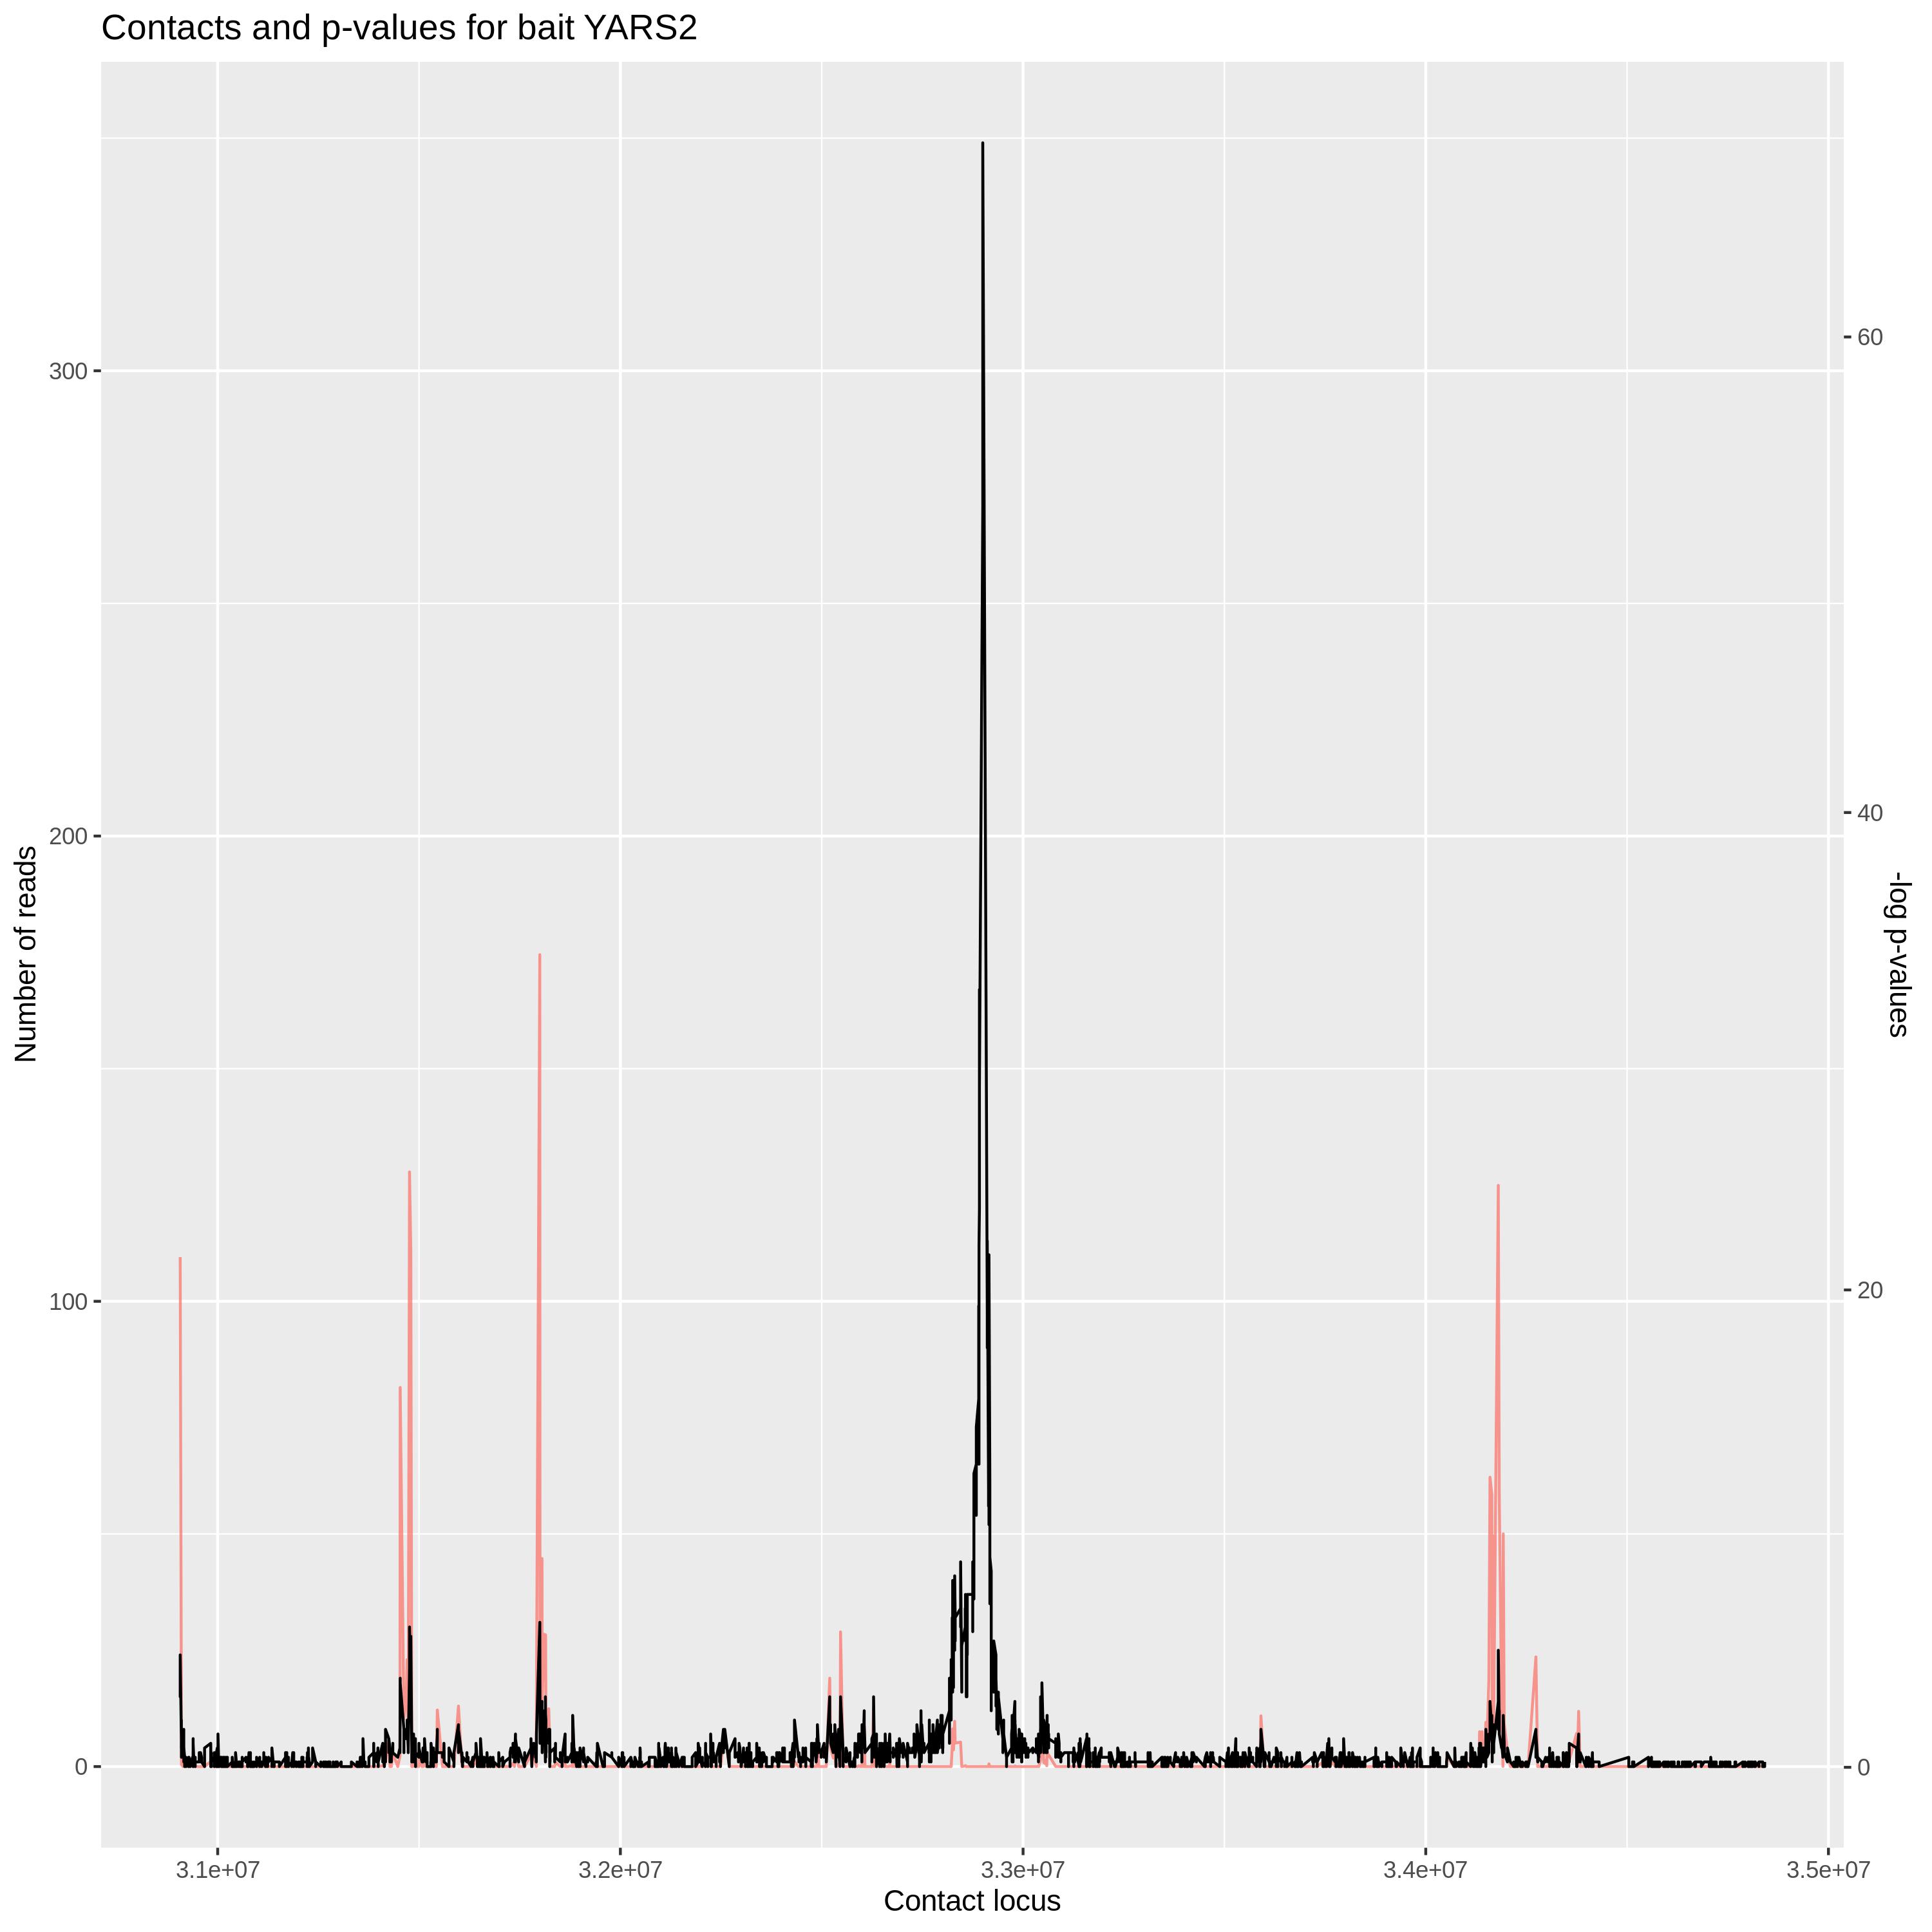 Contacts and p-values for bait YARS2
300
200
100
0
Number of reads
60
40
20
0
-log p-values
3.1e+07
3.2e+07
3.3e+07
3.4e+07
3.5e+07
Contact locus